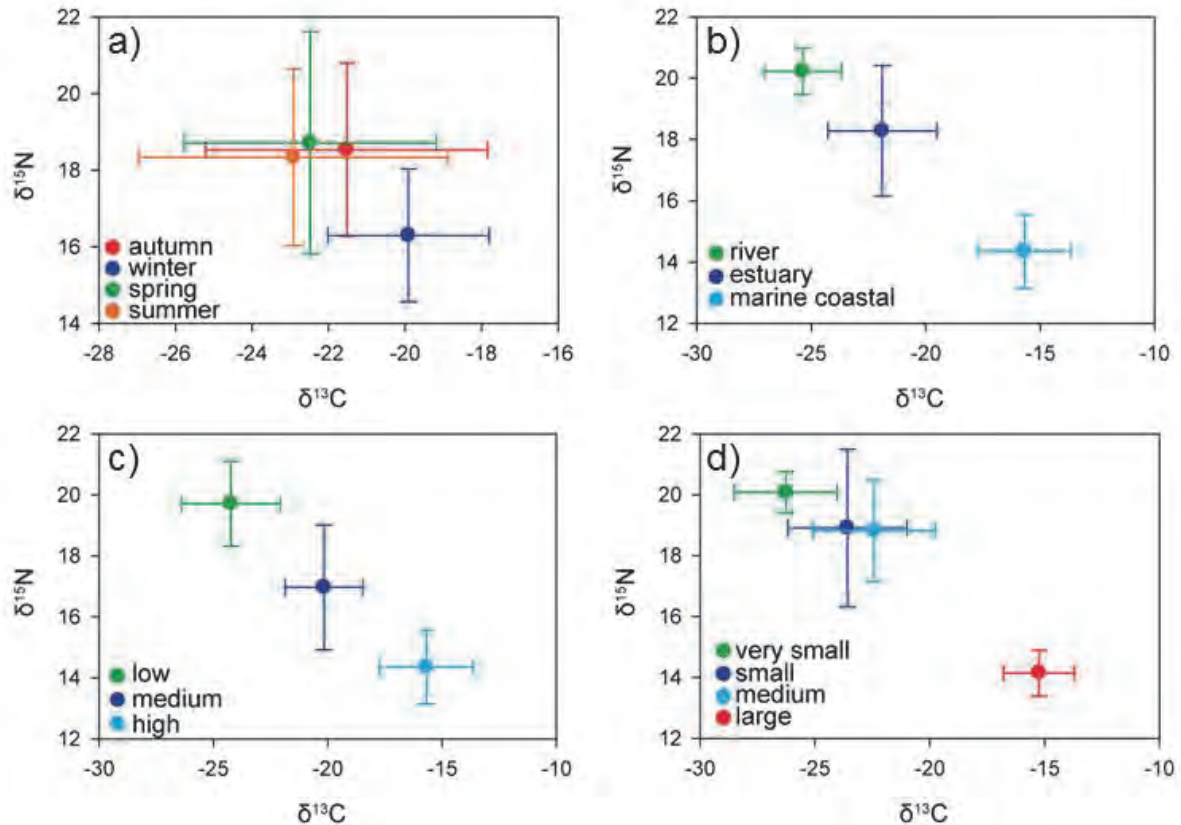 a)
22
20
18
16
14
δ¹⁵N
autumn
winter
spring
summer
-28 -26 -24 -22 -20 -18 -16
δ¹³C
b)
22
20
18
16
14
12
δ¹⁵N
river
estuary
marine coastal
-30 -25 -20 -15 -10
δ¹³C
c)
22
20
18
16
14
12
δ¹⁵N
low
medium
high
-30 -25 -20 -15 -10
δ¹³C
d)
22
20
18
16
14
12
δ¹⁵N
very small
small
medium
large
-30 -25 -20 -15 -10
δ¹³C